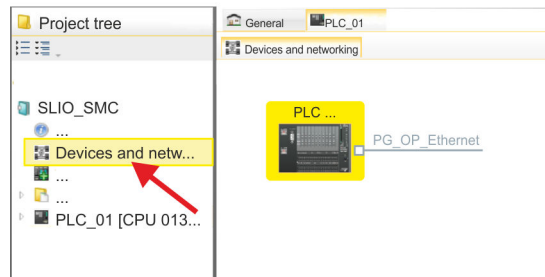 Project tree
SLIO_SMC
...
Devices and netw...
...
...
PLC_01 [CPU 013...
General
PLC_01
Devices and networking
PLC ...
PG_OP_Ethernet